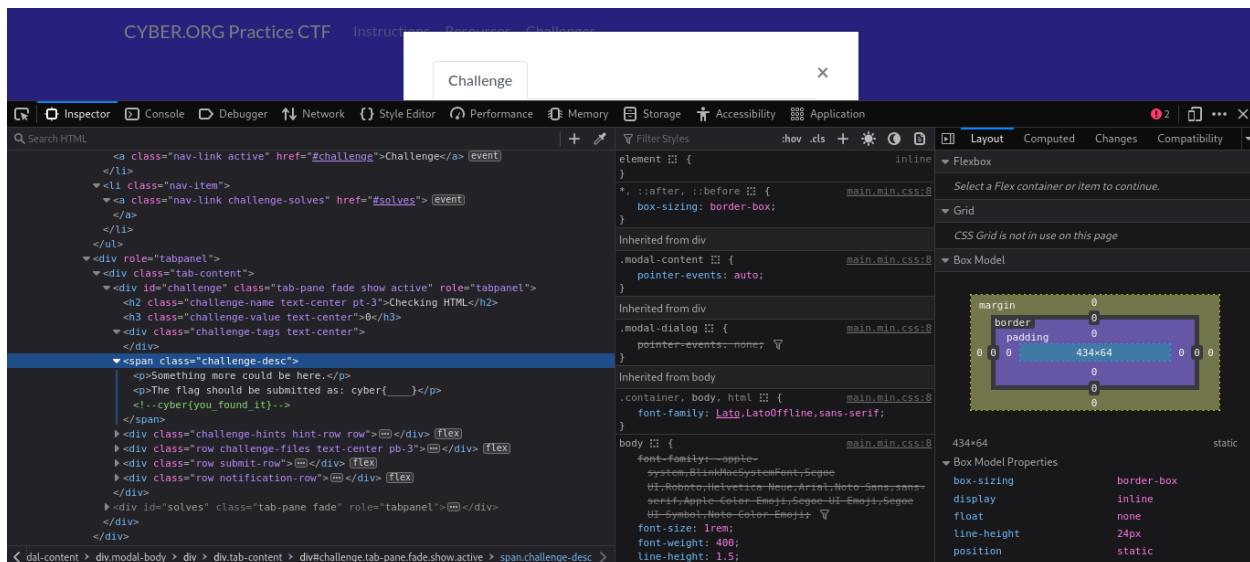 CYBER.ORG Practice CTF Instructions Resources Challenges
Challenge ×
Inspector Console Debugger Network Style Editor Performance Memory Storage Accessibility Application 2
Search HTML
<a class="nav-link active" href="#challenge">Challenge</a> event
</li>
<li class="nav-item">
<a class="nav-link challenge-solves" href="#solves"> event
</a>
</li>
</ul>
<div role="tabpanel">
<div class="tab-content">
<div id="challenge" class="tab-pane fade show active" role="tabpanel">
<h2 class="challenge-name text-center pt-3">Checking HTML</h2>
<h3 class="challenge-value text-center">0</h3>
<div class="challenge-tags text-center">
</div>
<span class="challenge-desc">
<p>Something more could be here.</p>
<p>The flag should be submitted as: cyber{____}</p>
<!--cyber{you_found_it}-->
</span>
<div class="challenge-hints hint-row row">⋯</div> flex
<div class="row challenge-files text-center pb-3">⋯</div> flex
<div class="row submit-row">⋯</div> flex
<div class="row notification-row">⋯</div> flex
</div>
<div id="solves" class="tab-pane fade" role="tabpanel">⋯</div>
</div>
</div>
dal-content > div.modal-body > div > div.tab-content > div#challenge.tab-pane.fade.show.active > span.challenge-desc
Filter Styles :hov .cls
element { inline
}
*, ::after, ::before { main.min.css:8
box-sizing: border-box;
}
Inherited from div
.modal-content { main.min.css:8
pointer-events: auto;
}
Inherited from div
.modal-dialog { main.min.css:8
pointer-events: none;
}
Inherited from body
.container, body, html { main.min.css:8
font-family: Lato,LatoOffline,sans-serif;
}
body { main.min.css:8
font-family: -apple-
system,BlinkMacSystemFont,Segoe
UI,Roboto,Helvetica Neue,Arial,Noto Sans,sans-
serif,Apple Color Emoji,Segoe UI Emoji,Segoe
UI Symbol,Noto Color Emoji;
font-size: 1rem;
font-weight: 400;
line-height: 1.5;
Layout Computed Changes Compatibility
Flexbox
Select a Flex container or item to continue.
Grid
CSS Grid is not in use on this page
Box Model
margin 0
border 0
padding 0
0 0 0 434×64 0 0 0
0
0
0
434×64 static
Box Model Properties
box-sizing border-box
display inline
float none
line-height 24px
position static